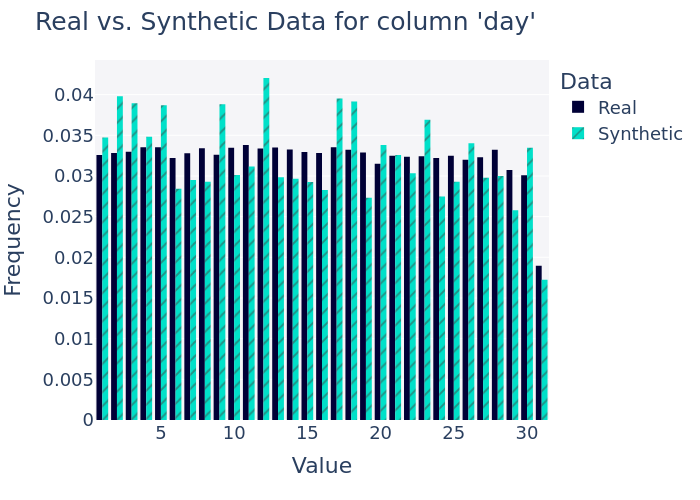 Real vs. Synthetic Data for column 'day'
Data
Real
Synthetic
Frequency
0.04
0.035
0.03
0.025
0.02
0.015
0.01
0.005
0
5 10 15 20 25 30
Value